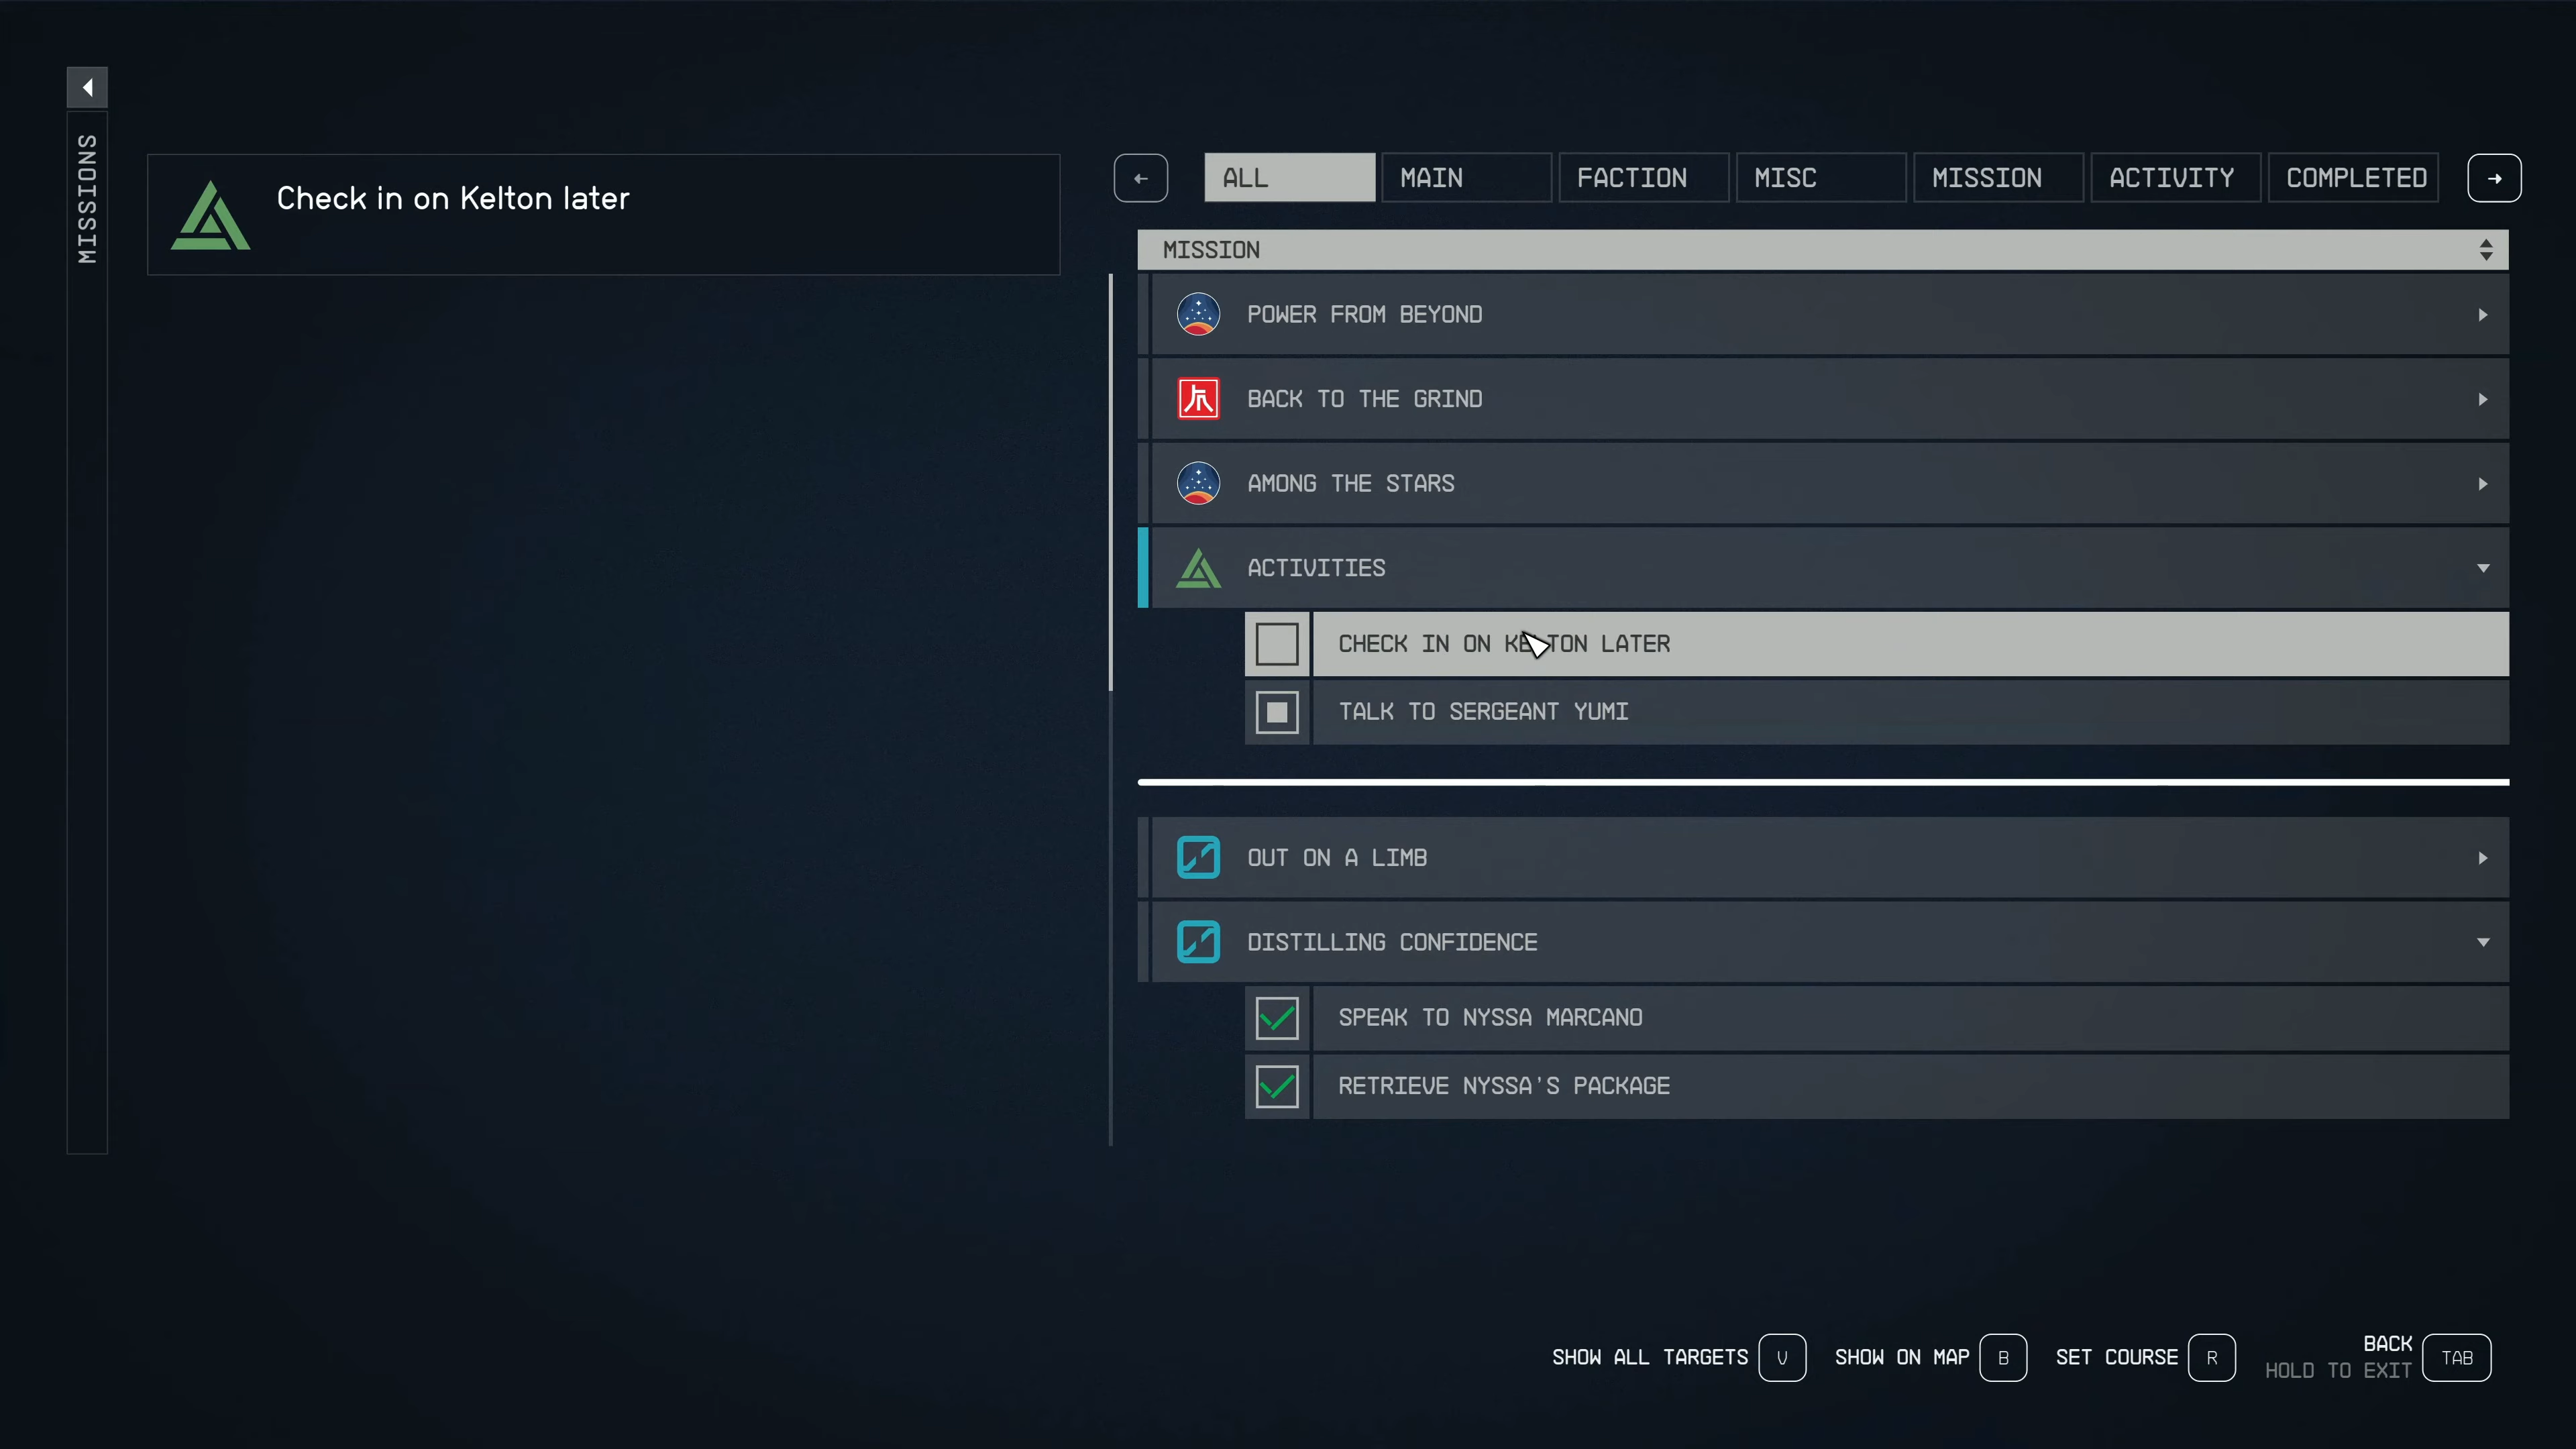 MISSIONS
Check in on Kelton later
ALL
MAIN
FACTION
MISC
MISSION
ACTIVITY
COMPLETED
MISSION
POWER FROM BEYOND
BACK TO THE GRIND
AMONG THE STARS
ACTIVITIES
CHECK IN ON KELTON LATER
TALK TO SERGEANT YUMI
OUT ON A LIMB
DISTILLING CONFIDENCE
SPEAK TO NYSSA MARCANO
RETRIEVE NYSSA'S PACKAGE
SHOW ALL TARGETS V
SHOW ON MAP B
SET COURSE R
BACK
HOLD TO EXIT
TAB